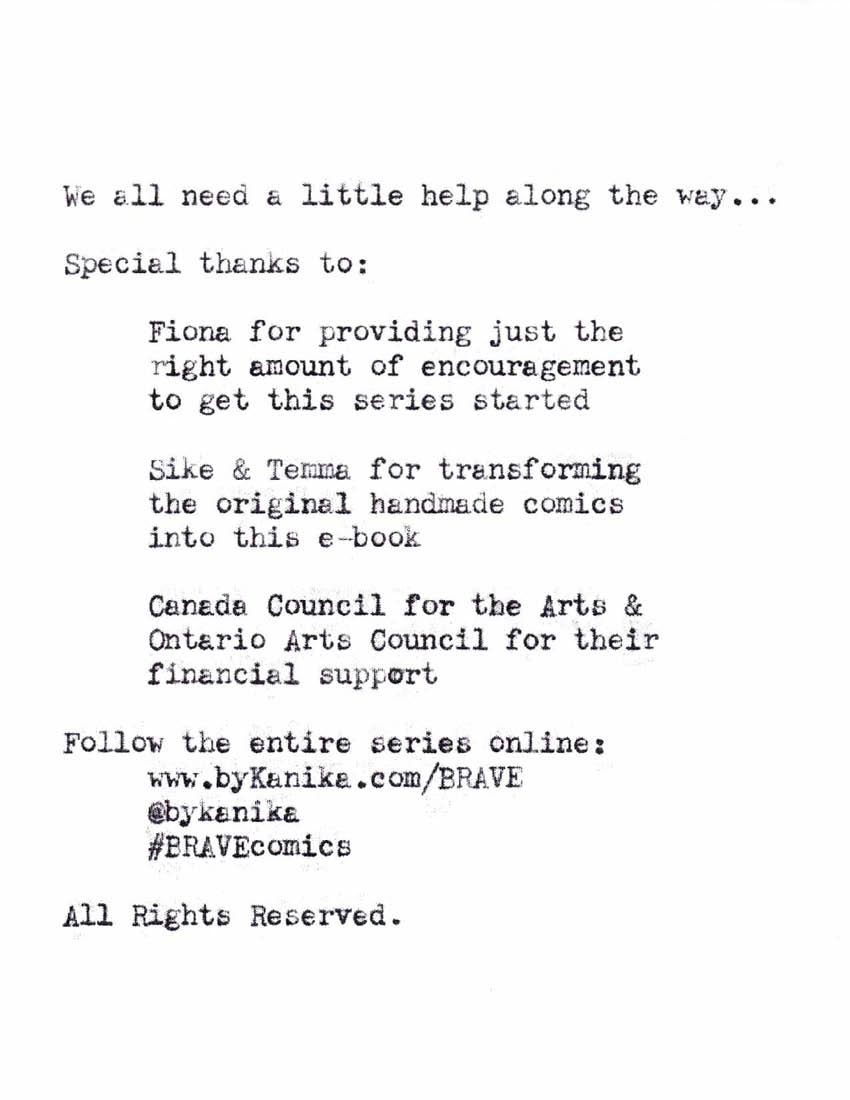 We all need a little help along the way...
Special thanks to:
Fiona for providing just the
right amount of encouragement
to get this series started
Sike & Temma for transforming
the original handmade comics
into this e-book
Canada Council for the Arts &
Ontario Arts Council for their
financial support
Follow the entire series online:
www.byKanika.com/BRAVE
@bykanika
#BRAVEcomics
All Rights Reserved.